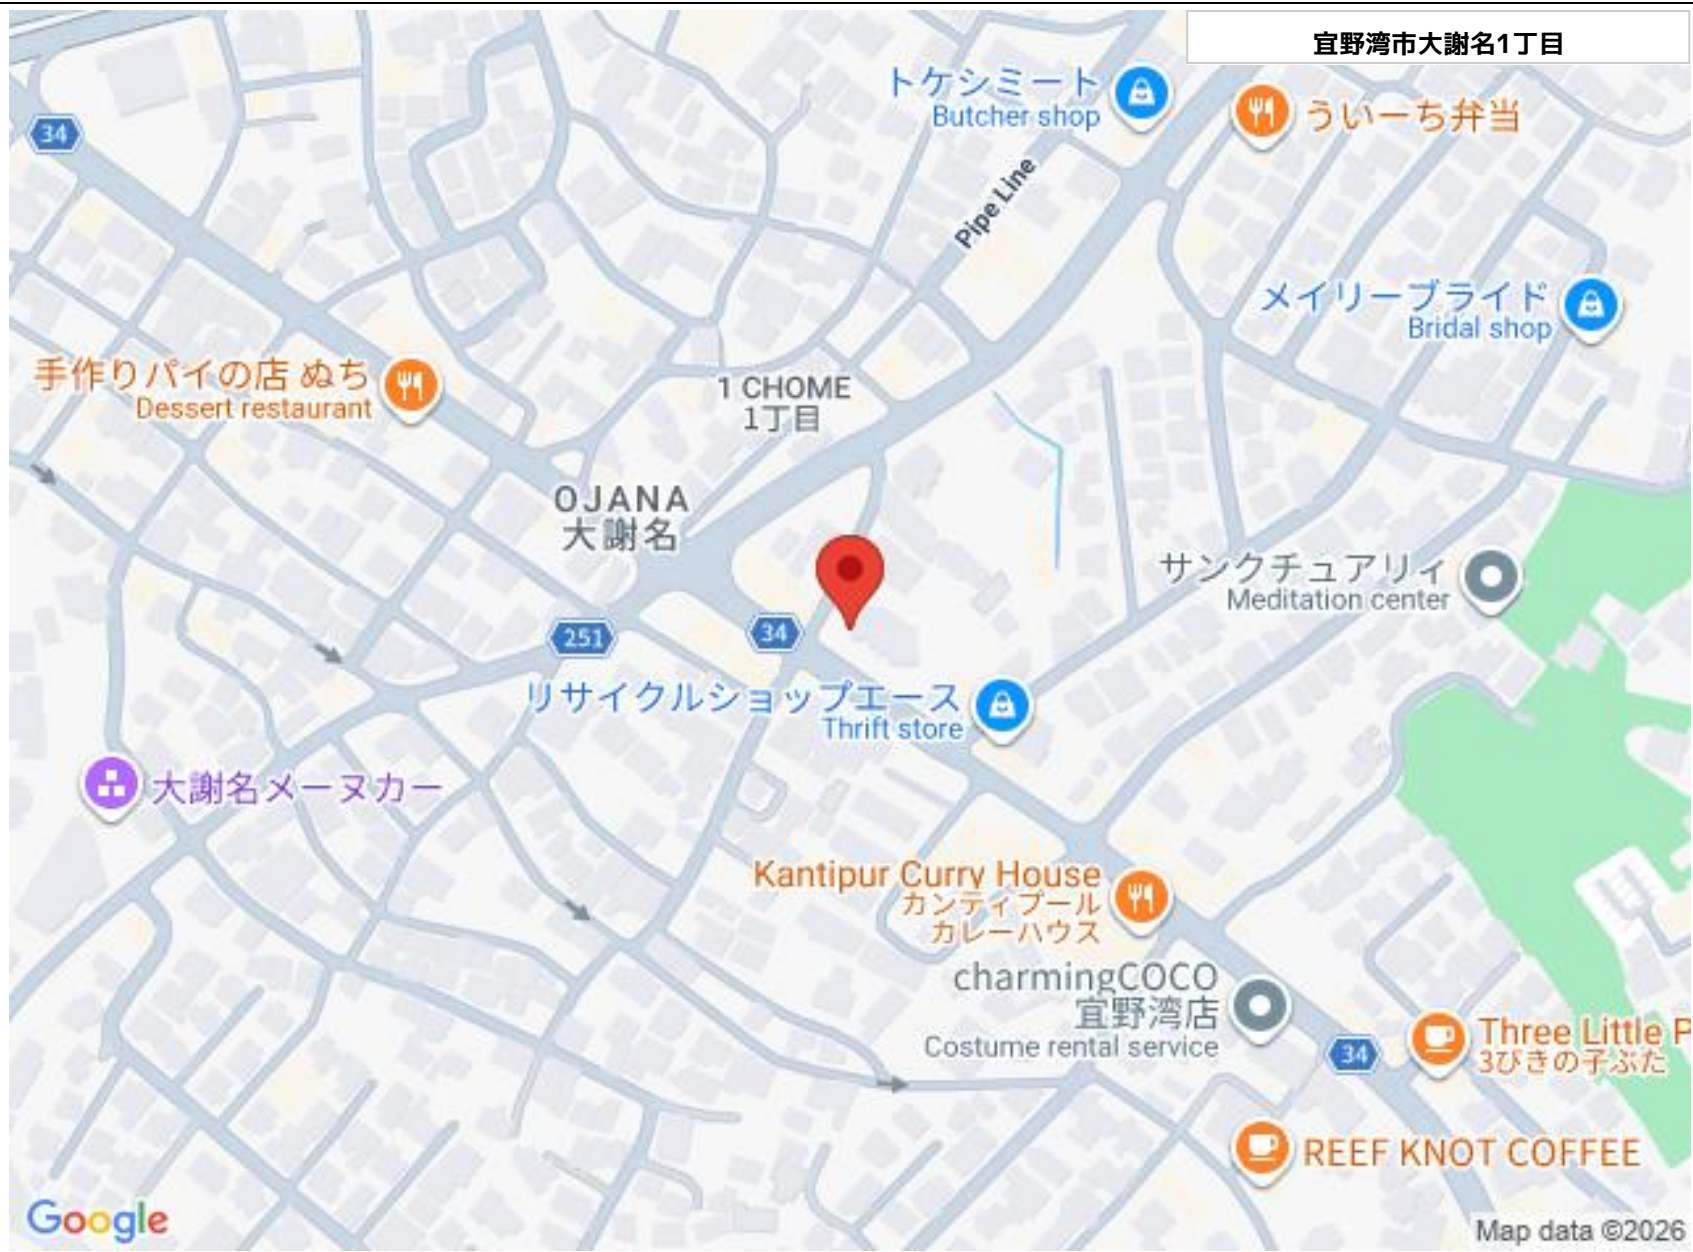 宜野湾市大謝名1丁目
トケシミート
Butcher shop
ういーち弁当
34
Pipe Line
メイリーブライド
Bridal shop
手作りパイの店 ぬち
Dessert restaurant
1 CHOME
1丁目
OJANA
大謝名
サンクチュアリィ
Meditation center
251
34
リサイクルショップエース
Thrift store
大謝名メーヌカー
Kantipur Curry House
カンティプール
カレーハウス
charmingCOCO
宜野湾店
Costume rental service
34
Three Little P
3びきの子ぶた
REEF KNOT COFFEE
Google
Map data ©2026